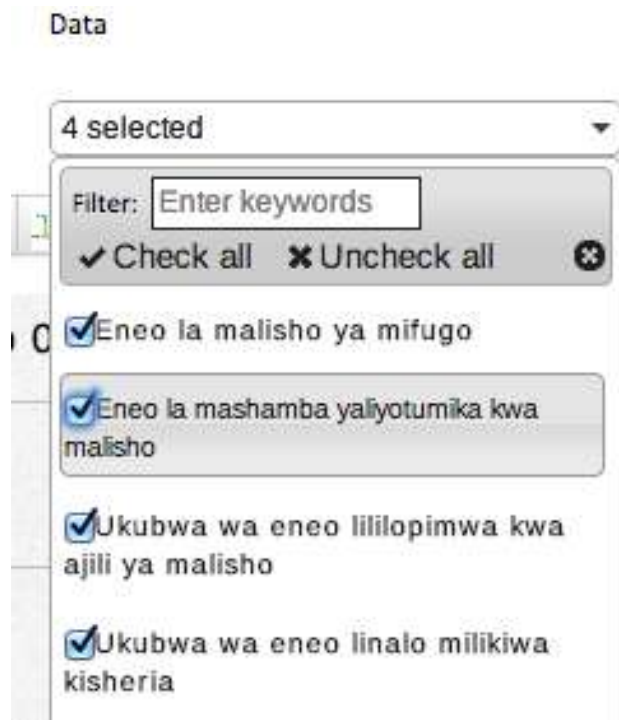 Data
4 selected
Filter: Enter keywords
Check all Uncheck all
Eneo la malisho ya mifugo
Eneo la mashamba yaliyotumika kwa
malisho
Ukubwa wa eneo lililopimwa kwa
ajili ya malisho
Ukubwa wa eneo linalo milikiwa
kisheria